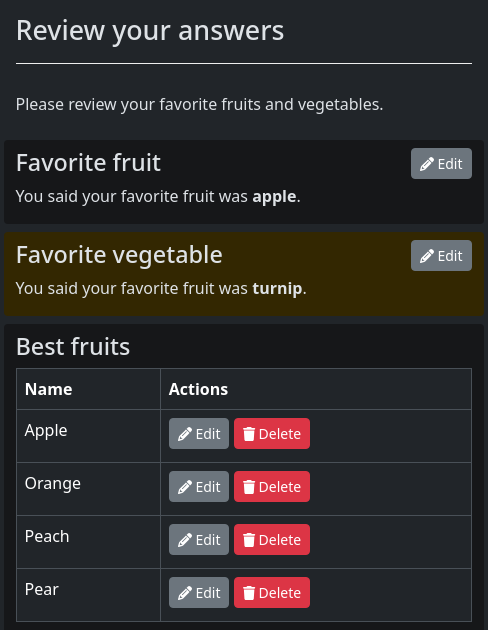 Review your answers
Please review your favorite fruits and vegetables.
Favorite fruit Edit
You said your favorite fruit was apple.
Favorite vegetable Edit
You said your favorite fruit was turnip.
Best fruits
Name Actions
Apple Edit Delete
Orange Edit Delete
Peach Edit Delete
Pear Edit Delete